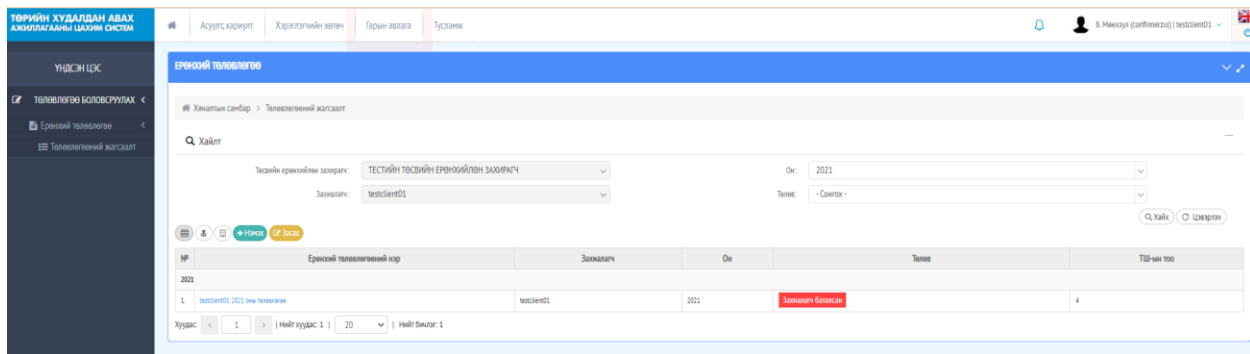 ТӨРИЙН ХУДАЛДАН АВАХ
АЖИЛЛАГААНЫ ЦАХИМ СИСТЕМ
Асуулт, хариулт Хэрэглэгчийн хөтөч Гарын авлага Тусламж
Б. Мөнхзул (confirmerzul) | testclient01
ҮНДСЭН ЦЭС
ТӨЛӨВЛӨГӨӨ БОЛОВСРУУЛАХ
Ерөнхий төлөвлөгөө
Төлөвлөгөөний жагсаалт
ЕРӨНХИЙ ТӨЛӨВЛӨГӨӨ
Хяналтын самбар > Төлөвлөгөөний жагсаалт
Хайлт
Төсвийн ерөнхийлөн захирагч: ТЕСТИЙН ТӨСВИЙН ЕРӨНХИЙЛӨН ЗАХИРАГЧ Он: 2021
Захиалагч: testclient01 Төлөв: - Сонгох -
Хайх Цэвэрлэх
+ Нэмэх Засах
№ Ерөнхий төлөвлөгөөний нэр Захиалагч Он Төлөв ТШ-ын тоо
2021
1. testclient01 2021 оны төлөвлөгөө testclient01 2021 Захиалагч баталсан 4
Хуудас: < 1 > | Нийт хуудас: 1 | 20 | Нийт бичлэг: 1